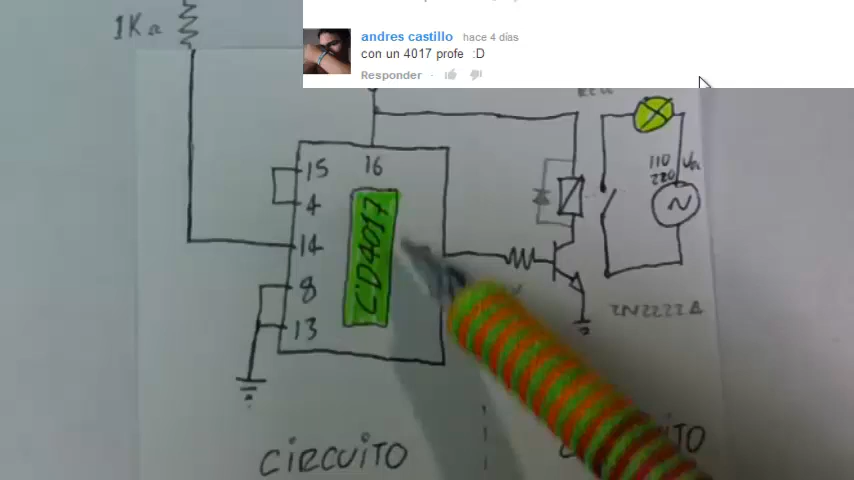 andres castillo hace 4 días
con un 4017 profe :D
Responder ·
1KΩ
15
16
4
14
8
13
CD4017
110
220
2N2222A
CIRCUITO